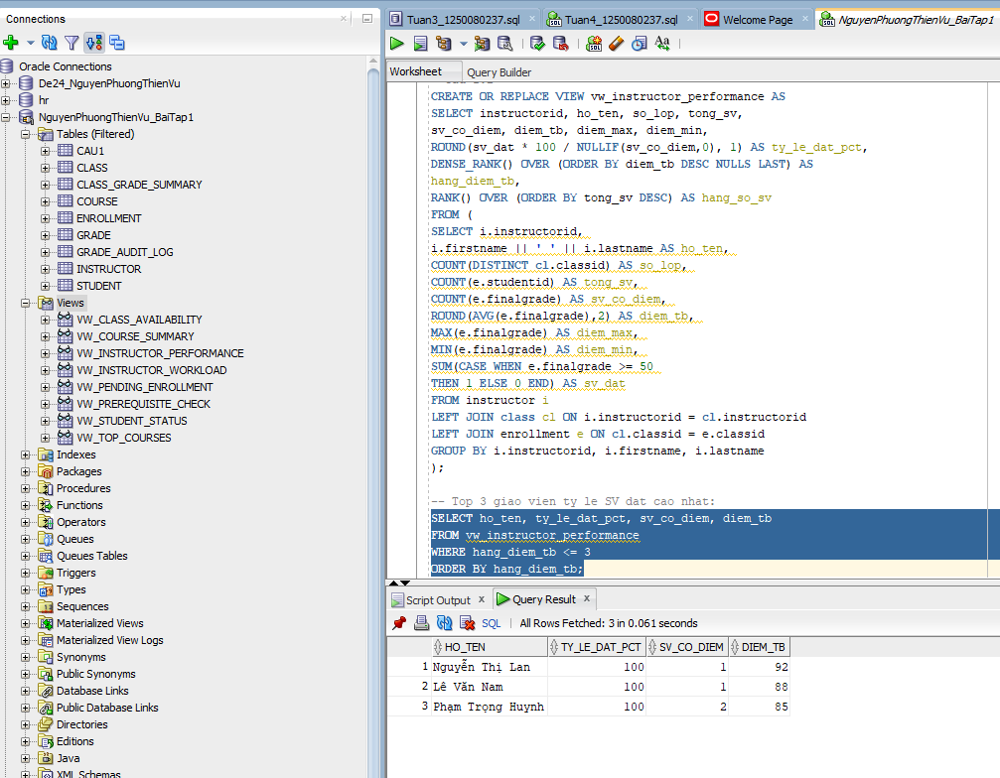 Connections
Oracle Connections
De24_NguyenPhuongThienVu
hr
NguyenPhuongThienVu_BaiTap1
Tables (Filtered)
CAU1
CLASS
CLASS_GRADE_SUMMARY
COURSE
ENROLLMENT
GRADE
GRADE_AUDIT_LOG
INSTRUCTOR
STUDENT
Views
VW_CLASS_AVAILABILITY
VW_COURSE_SUMMARY
VW_INSTRUCTOR_PERFORMANCE
VW_INSTRUCTOR_WORKLOAD
VW_PENDING_ENROLLMENT
VW_PREREQUISITE_CHECK
VW_STUDENT_STATUS
VW_TOP_COURSES
Indexes
Packages
Procedures
Functions
Operators
Queues
Queues Tables
Triggers
Types
Sequences
Materialized Views
Materialized View Logs
Synonyms
Public Synonyms
Database Links
Public Database Links
Directories
Editions
Java
XML Schemas
Tuan3_1250080237.sql
Tuan4_1250080237.sql
Welcome Page
NguyenPhuongThienVu_BaiTap1
Worksheet
Query Builder
CREATE OR REPLACE VIEW vw_instructor_performance AS
SELECT instructorid, ho_ten, so_lop, tong_sv,
sv_co_diem, diem_tb, diem_max, diem_min,
ROUND(sv_dat * 100 / NULLIF(sv_co_diem,0), 1) AS ty_le_dat_pct,
DENSE_RANK() OVER (ORDER BY diem_tb DESC NULLS LAST) AS
hang_diem_tb,
RANK() OVER (ORDER BY tong_sv DESC) AS hang_so_sv
FROM (
SELECT i.instructorid,
i.firstname || ' ' || i.lastname AS ho_ten,
COUNT(DISTINCT cl.classid) AS so_lop,
COUNT(e.studentid) AS tong_sv,
COUNT(e.finalgrade) AS sv_co_diem,
ROUND(AVG(e.finalgrade),2) AS diem_tb,
MAX(e.finalgrade) AS diem_max,
MIN(e.finalgrade) AS diem_min,
SUM(CASE WHEN e.finalgrade >= 50
THEN 1 ELSE 0 END) AS sv_dat
FROM instructor i
LEFT JOIN class cl ON i.instructorid = cl.instructorid
LEFT JOIN enrollment e ON cl.classid = e.classid
GROUP BY i.instructorid, i.firstname, i.lastname
);
-- Top 3 giao vien ty le SV dat cao nhat:
SELECT ho_ten, ty_le_dat_pct, sv_co_diem, diem_tb
FROM vw_instructor_performance
WHERE hang_diem_tb <= 3
ORDER BY hang_diem_tb;
Script Output
Query Result
SQL
All Rows Fetched: 3 in 0.061 seconds
HO_TEN TY_LE_DAT_PCT SV_CO_DIEM DIEM_TB
1 Nguyễn Thị Lan 100 1 92
2 Lê Văn Nam 100 1 88
3 Phạm Trọng Huynh 100 2 85